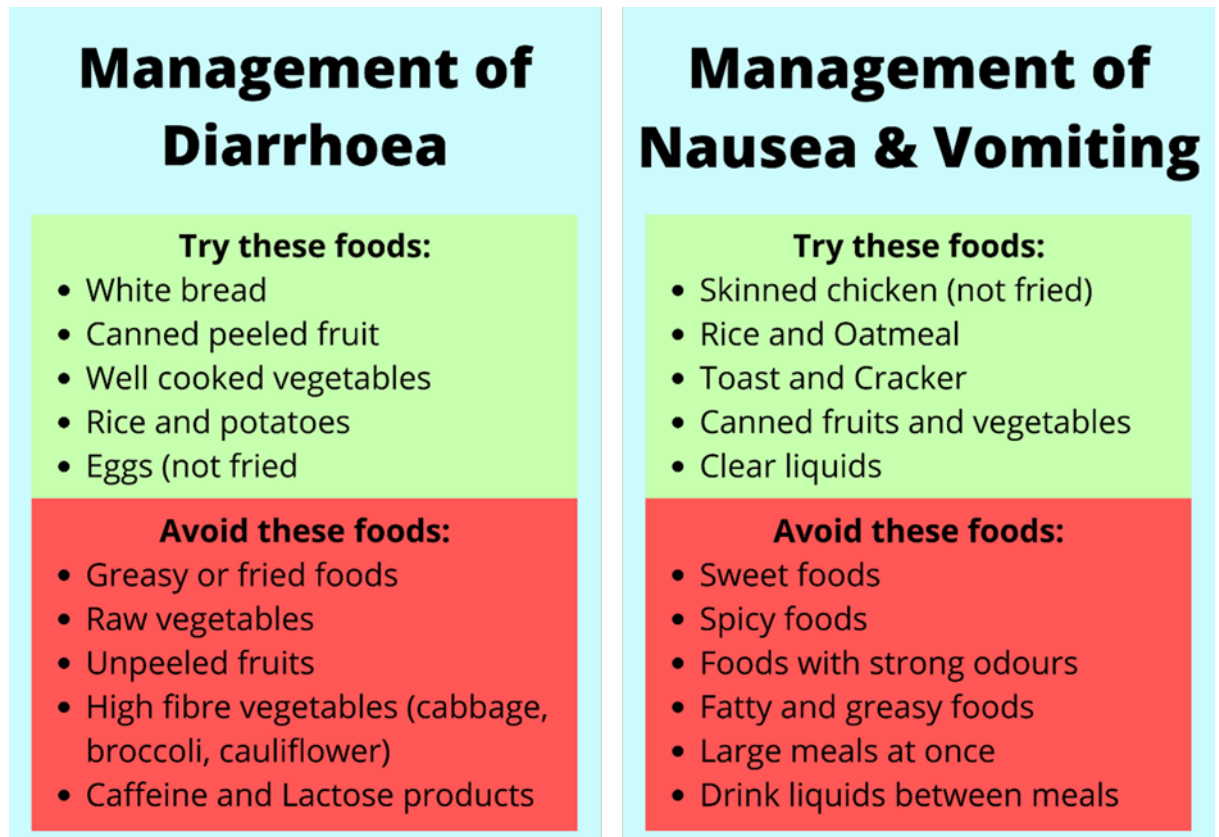 Management of
Diarrhoea
Try these foods:
• White bread
• Canned peeled fruit
• Well cooked vegetables
• Rice and potatoes
• Eggs (not fried
Avoid these foods:
• Greasy or fried foods
• Raw vegetables
• Unpeeled fruits
• High fibre vegetables (cabbage,
broccoli, cauliflower)
• Caffeine and Lactose products
Management of
Nausea & Vomiting
Try these foods:
• Skinned chicken (not fried)
• Rice and Oatmeal
• Toast and Cracker
• Canned fruits and vegetables
• Clear liquids
Avoid these foods:
• Sweet foods
• Spicy foods
• Foods with strong odours
• Fatty and greasy foods
• Large meals at once
• Drink liquids between meals